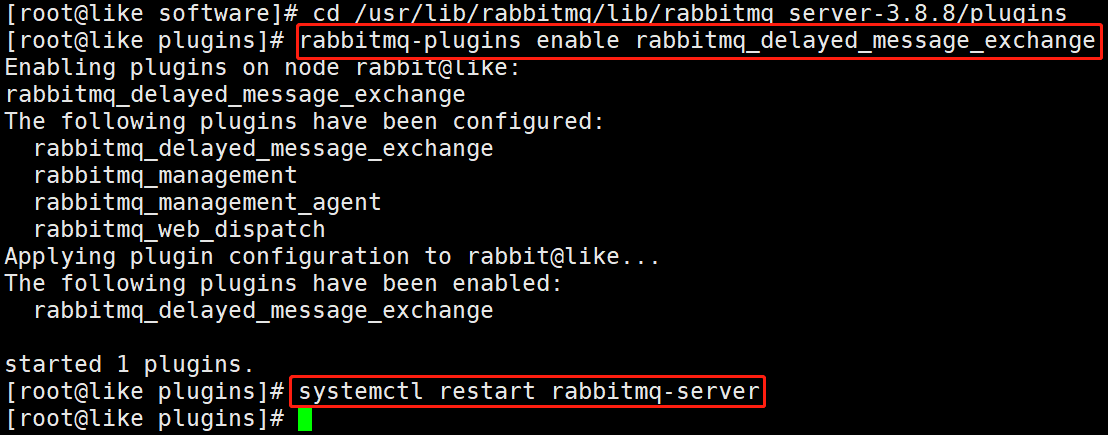 [root@like software]# cd /usr/lib/rabbitmq/lib/rabbitmq_server-3.8.8/plugins
[root@like plugins]# rabbitmq-plugins enable rabbitmq_delayed_message_exchange
Enabling plugins on node rabbit@like:
rabbitmq_delayed_message_exchange
The following plugins have been configured:
  rabbitmq_delayed_message_exchange
  rabbitmq_management
  rabbitmq_management_agent
  rabbitmq_web_dispatch
Applying plugin configuration to rabbit@like...
The following plugins have been enabled:
  rabbitmq_delayed_message_exchange
started 1 plugins.
[root@like plugins]# systemctl restart rabbitmq-server
[root@like plugins]#